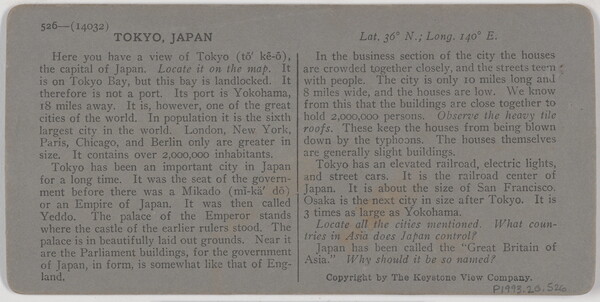 526—(14032)
TOKYO, JAPAN
Lat. 36° N.; Long. 140° E.
Here you have a view of Tokyo (tō' kē-ō),
the capital of Japan. Locate it on the map. It
is on Tokyo Bay, but this bay is landlocked. It
therefore is not a port. Its port is Yokohama,
18 miles away. It is, however, one of the great
cities of the world. In population it is the sixth
largest city in the world. London, New York,
Paris, Chicago, and Berlin only are greater in
size. It contains over 2,000,000 inhabitants.
Tokyo has been an important city in Japan
for a long time. It was the seat of the govern-
ment before there was a Mikado (mĭ-kä' dō)
or an Empire of Japan. It was then called
Yeddo. The palace of the Emperor stands
where the castle of the earlier rulers stood. The
palace is in beautifully laid out grounds. Near it
are the Parliament buildings, for the government
of Japan, in form, is somewhat like that of Eng-
land.
In the business section of the city the houses
are crowded together closely, and the streets teem
with people. The city is only 10 miles long and
8 miles wide, and the houses are low. We know
from this that the buildings are close together to
hold 2,000,000 persons. Observe the heavy tile
roofs. These keep the houses from being blown
down by the typhoons. The houses themselves
are generally slight buildings.
Tokyo has an elevated railroad, electric lights,
and street cars. It is the railroad center of
Japan. It is about the size of San Francisco.
Osaka is the next city in size after Tokyo. It is
3 times as large as Yokohama.
Locate all the cities mentioned. What coun-
tries in Asia does Japan control?
Japan has been called the "Great Britain of
Asia." Why should it be so named?
Copyright by The Keystone View Company.
P1993.20.526